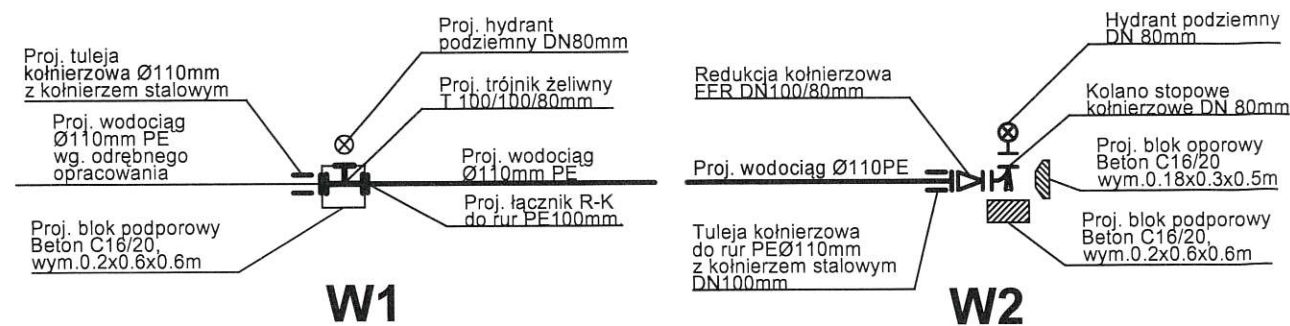 Proj. tuleja
kołnierzowa Ø110mm
z kołnierzem stalowym
Proj. wodociąg
Ø110mm PE
wg. odrębnego
opracowania
Proj. blok podporowy
Beton C16/20,
wym.0.2x0.6x0.6m
Proj. hydrant
podziemny DN80mm
Proj. trójnik żeliwny
T 100/100/80mm
Proj. wodociąg
Ø110mm PE
Proj. łącznik R-K
do rur PE100mm.
W1
Redukcja kołnierzowa
FFR DN100/80mm
Proj. wodociąg Ø110PE
Tuleja kołnierzowa
do rur PEØ110mm
z kołnierzem stalowym
DN100mm
Hydrant podziemny
DN 80mm
Kolano stopowe
kołnierzowe DN 80mm
Proj. blok oporowy
Beton C16/20
wym.0.18x0.3x0.5m
Proj. blok podporowy
Beton C16/20,
wym.0.2x0.6x0.6m
W2